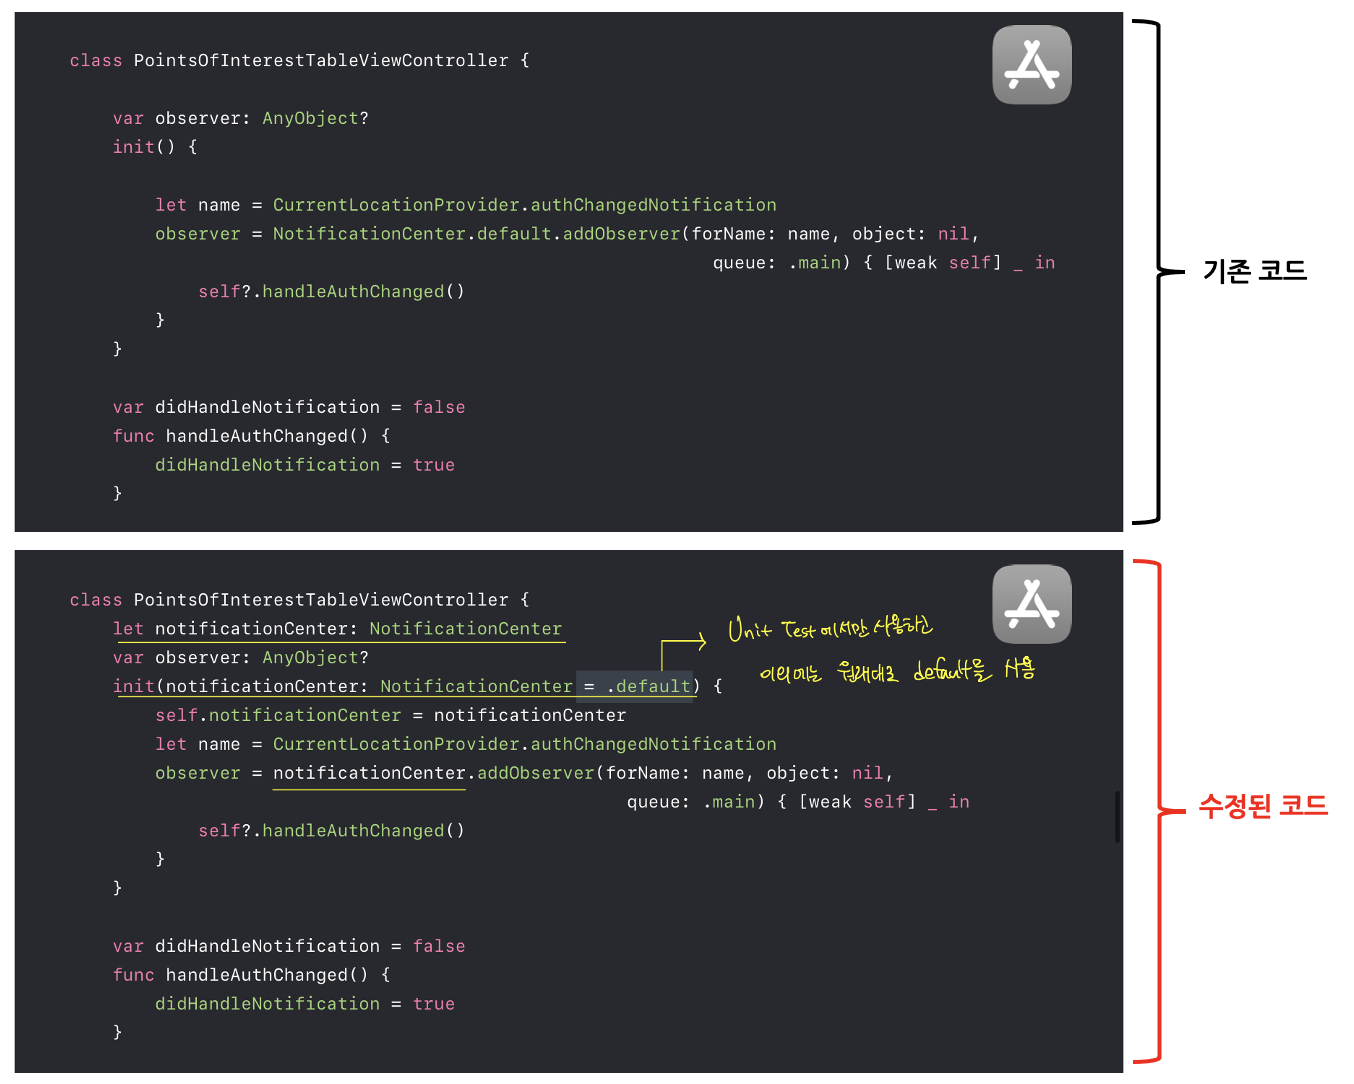 class PointsOfInterestTableViewController {
var observer: AnyObject?
init() {
let name = CurrentLocationProvider.authChangedNotification
observer = NotificationCenter.default.addObserver(forName: name, object: nil,
queue: .main) { [weak self] _ in
self?.handleAuthChanged()
}
}
var didHandleNotification = false
func handleAuthChanged() {
didHandleNotification = true
}
기존 코드
class PointsOfInterestTableViewController {
let notificationCenter: NotificationCenter
var observer: AnyObject?
init(notificationCenter: NotificationCenter = .default) {
Unit Test에서만 사용하고
이외에는 원래대로 default를 사용
self.notificationCenter = notificationCenter
let name = CurrentLocationProvider.authChangedNotification
observer = notificationCenter.addObserver(forName: name, object: nil,
queue: .main) { [weak self] _ in
self?.handleAuthChanged()
}
}
var didHandleNotification = false
func handleAuthChanged() {
didHandleNotification = true
}
수정된 코드